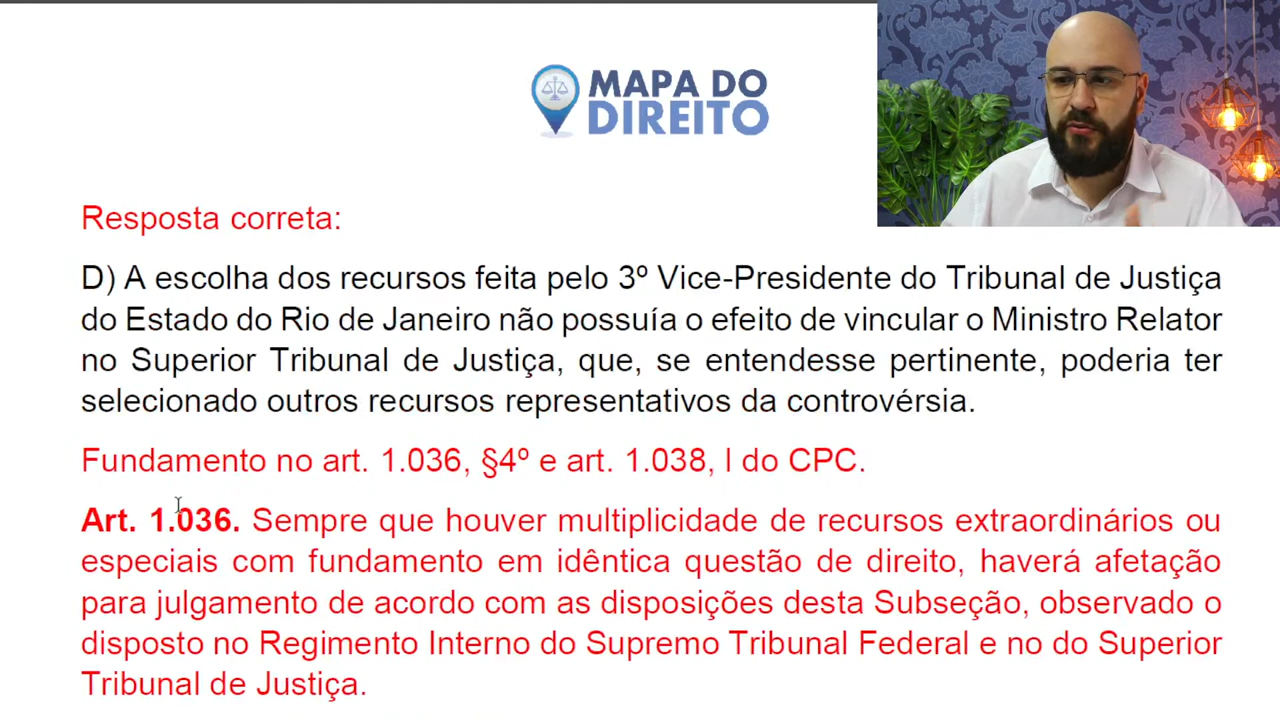 MAPA DO
DIREITO
Resposta correta:
D) A escolha dos recursos feita pelo 3º Vice-Presidente do Tribunal de Justiça
do Estado do Rio de Janeiro não possuía o efeito de vincular o Ministro Relator
no Superior Tribunal de Justiça, que, se entendesse pertinente, poderia ter
selecionado outros recursos representativos da controvérsia.
Fundamento no art. 1.036, §4º e art. 1.038, I do CPC.
Art. 1.036. Sempre que houver multiplicidade de recursos extraordinários ou
especiais com fundamento em idêntica questão de direito, haverá afetação
para julgamento de acordo com as disposições desta Subseção, observado o
disposto no Regimento Interno do Supremo Tribunal Federal e no do Superior
Tribunal de Justiça.